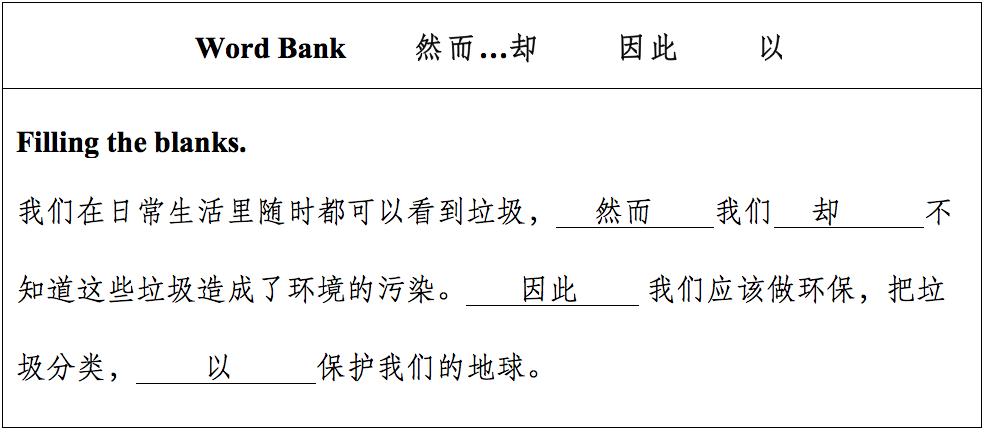 Word Bank 然而…却 因此 以
Filling the blanks.
我们在日常生活里随时都可以看到垃圾，然而我们却不
知道这些垃圾造成了环境的污染。因此我们应该做环保，把垃
圾分类，以保护我们的地球。